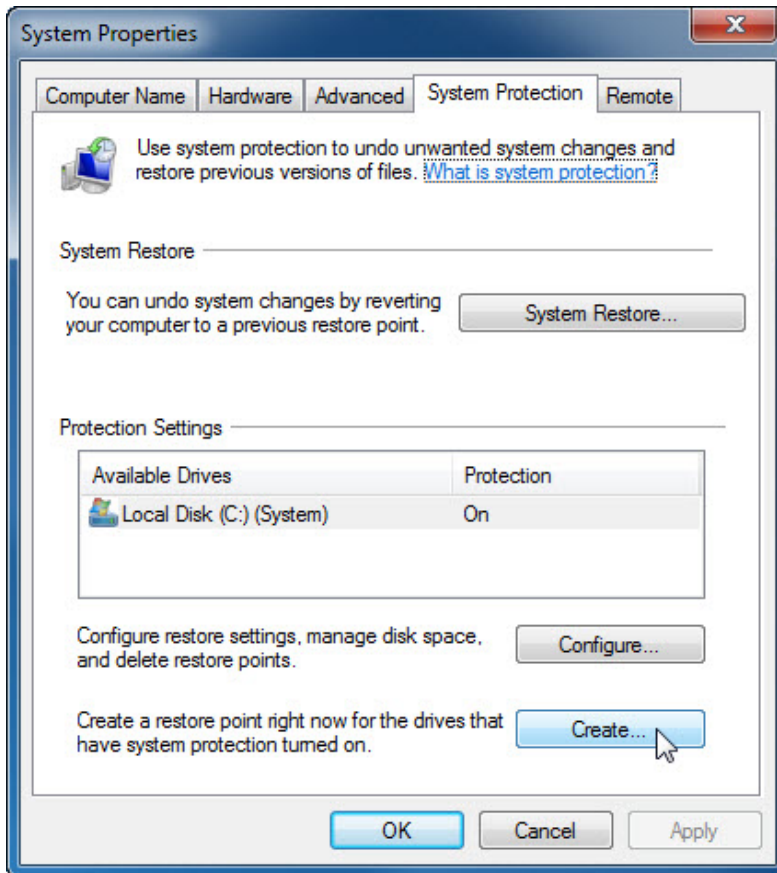 System Properties
Computer Name Hardware Advanced System Protection Remote
Use system protection to undo unwanted system changes and
restore previous versions of files. What is system protection?
System Restore
You can undo system changes by reverting
your computer to a previous restore point.
System Restore...
Protection Settings
Available Drives Protection
Local Disk (C:) (System) On
Configure restore settings, manage disk space,
and delete restore points.
Configure...
Create a restore point right now for the drives that
have system protection turned on.
Create...
OK Cancel Apply